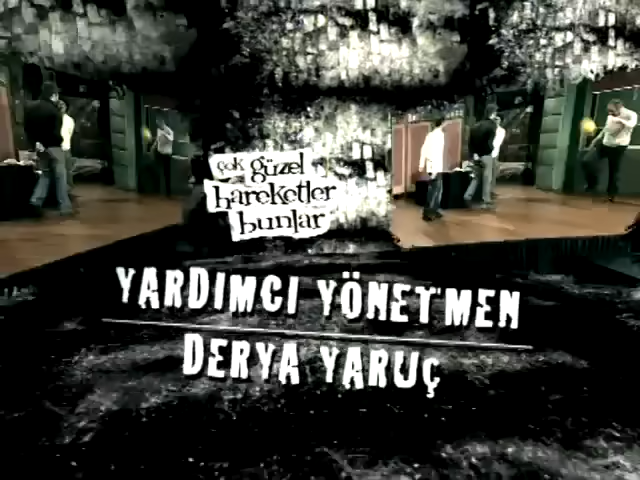 çok güzel
hareketler
bunlar
YARDIMCI YÖNETMEN
DERYA YARUÇ